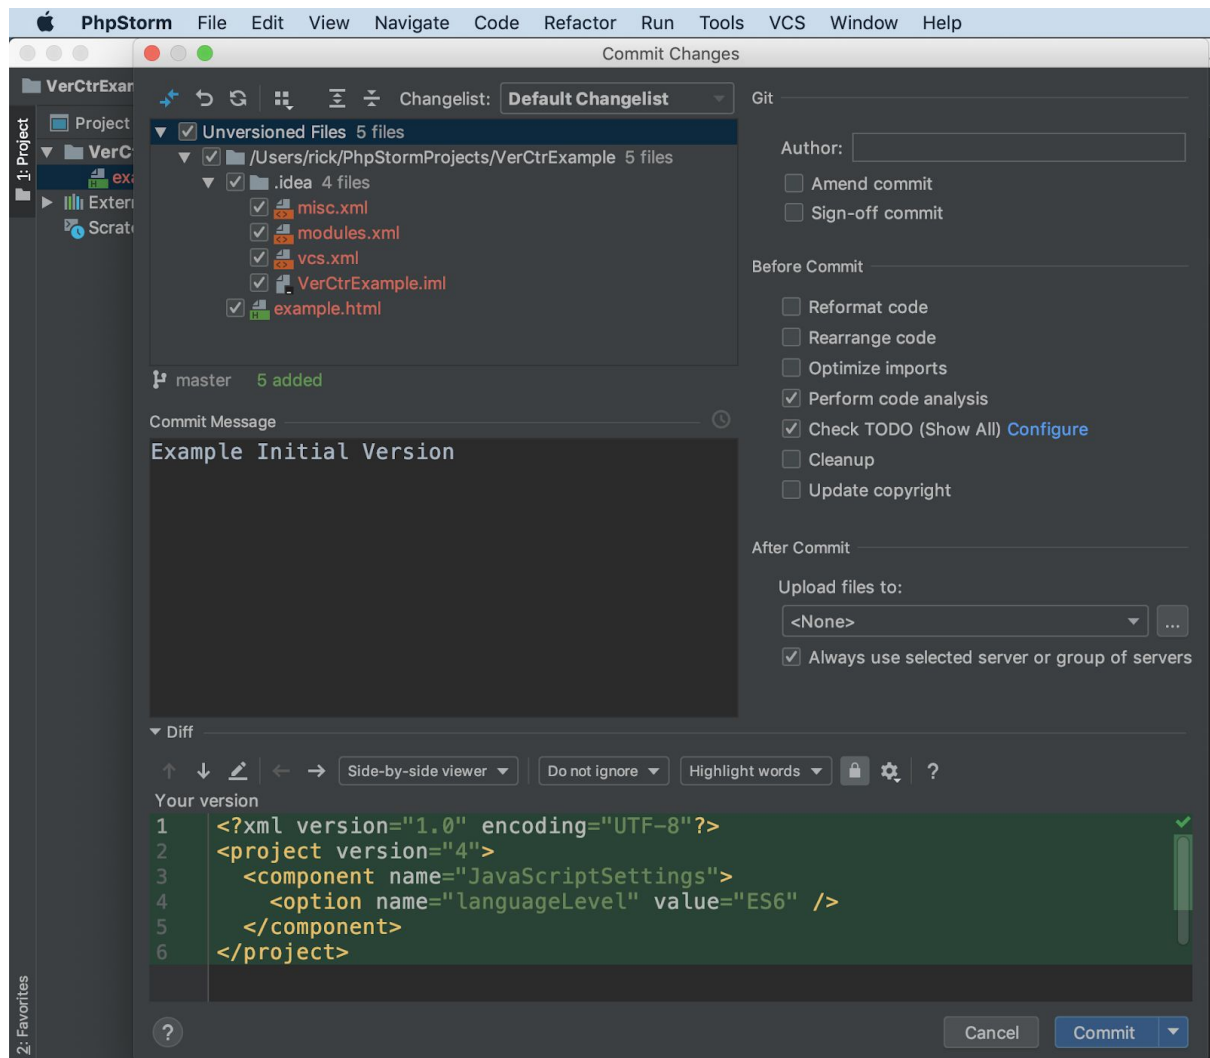 PhpStorm File Edit View Navigate Code Refactor Run Tools VCS Window Help
Commit Changes
VerCtrExam
Changelist: Default Changelist
Git
1: Project
Project
Unversioned Files 5 files
VerC
/Users/rick/PhpStormProjects/VerCtrExample 5 files
Author:
exa
.idea 4 files
Amend commit
Exter
misc.xml
Sign-off commit
Scrat
modules.xml
vcs.xml
Before Commit
VerCtrExample.iml
example.html
Reformat code
Rearrange code
Optimize imports
master 5 added
Perform code analysis
Commit Message
Check TODO (Show All) Configure
Example Initial Version
Cleanup
Update copyright
After Commit
Upload files to:
<None>
...
Always use selected server or group of servers
Diff
Side-by-side viewer Do not ignore Highlight words ?
Your version
1 <?xml version="1.0" encoding="UTF-8"?>
2 <project version="4">
3 <component name="JavaScriptSettings">
4 <option name="languageLevel" value="ES6" />
5 </component>
6 </project>
2: Favorites
? Cancel Commit